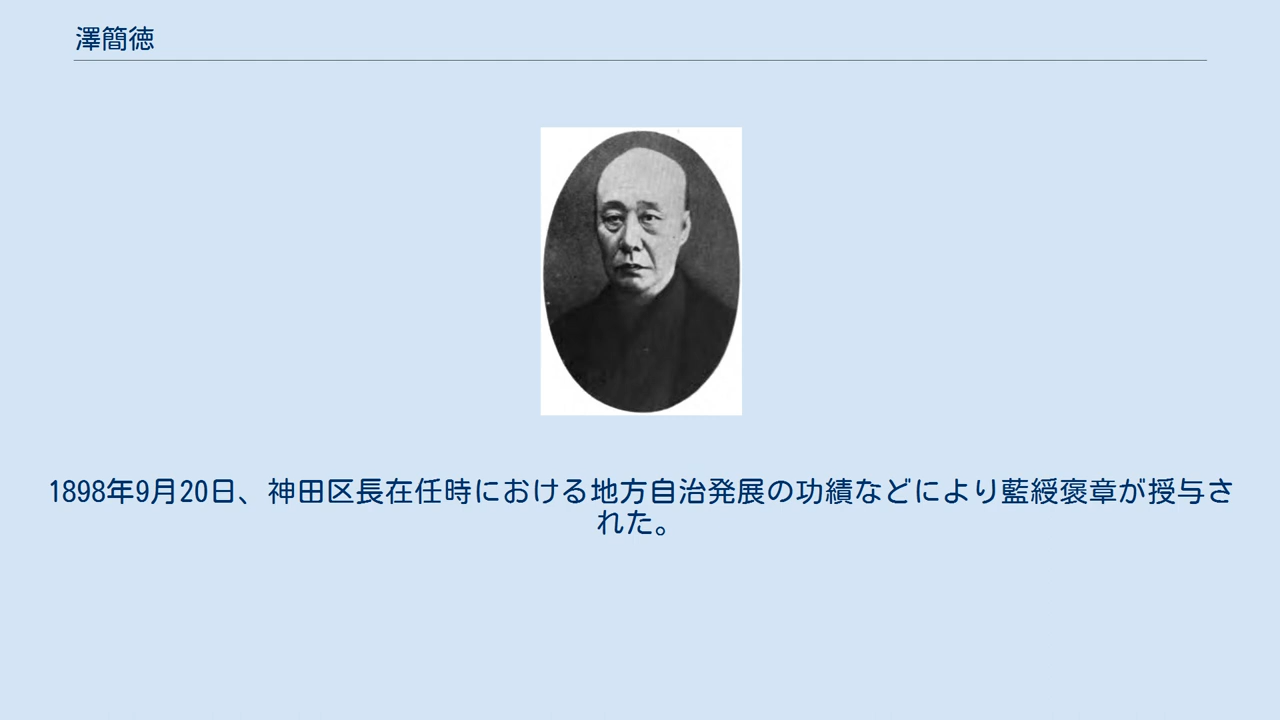 澤簡徳
1898年9月20日、神田区長在任時における地方自治発展の功績などにより藍綬褒章が授与さ
れた。